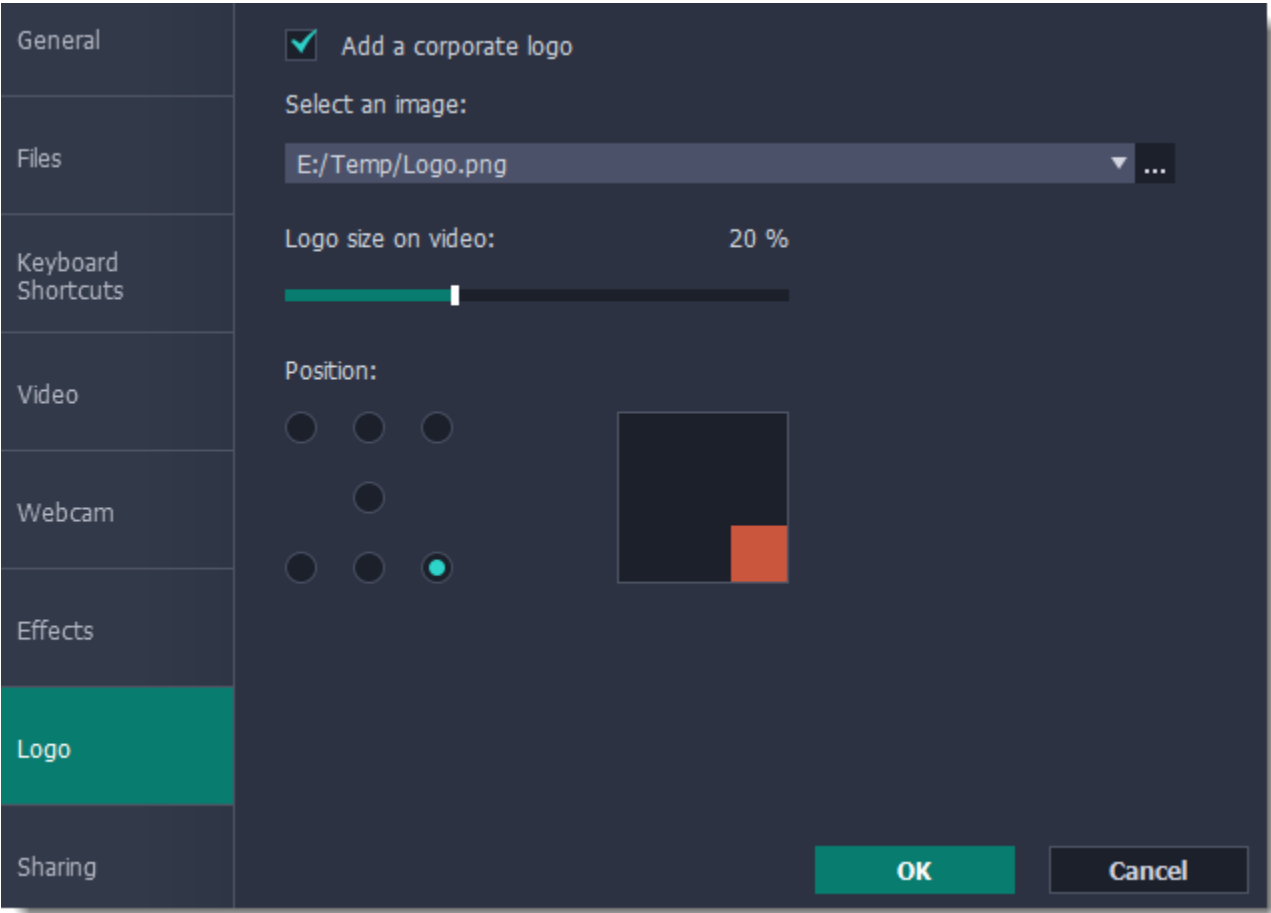 General
Files
Keyboard
Shortcuts
Video
Webcam
Effects
Logo
Sharing
Add a corporate logo
Select an image:
E:/Temp/Logo.png
...
Logo size on video: 20 %
Position:
OK Cancel